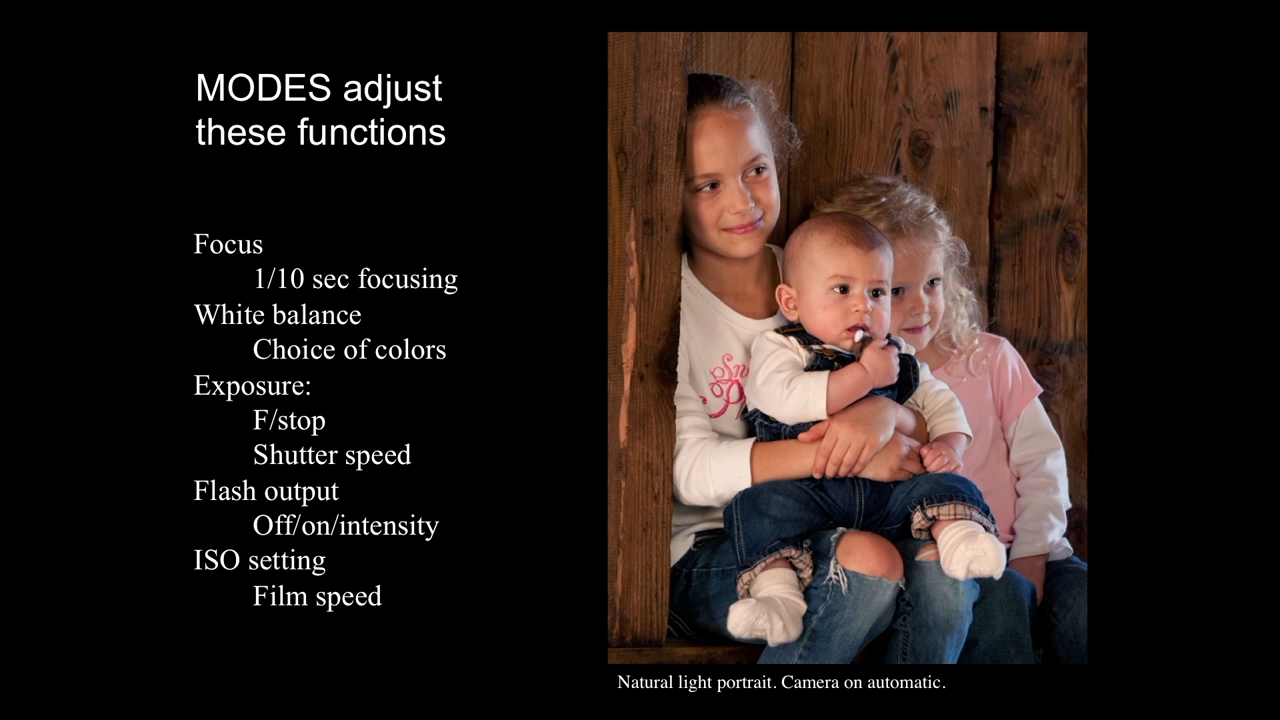 MODES adjust
these functions
Focus
1/10 sec focusing
White balance
Choice of colors
Exposure:
F/stop
Shutter speed
Flash output
Off/on/intensity
ISO setting
Film speed
Natural light portrait. Camera on automatic.